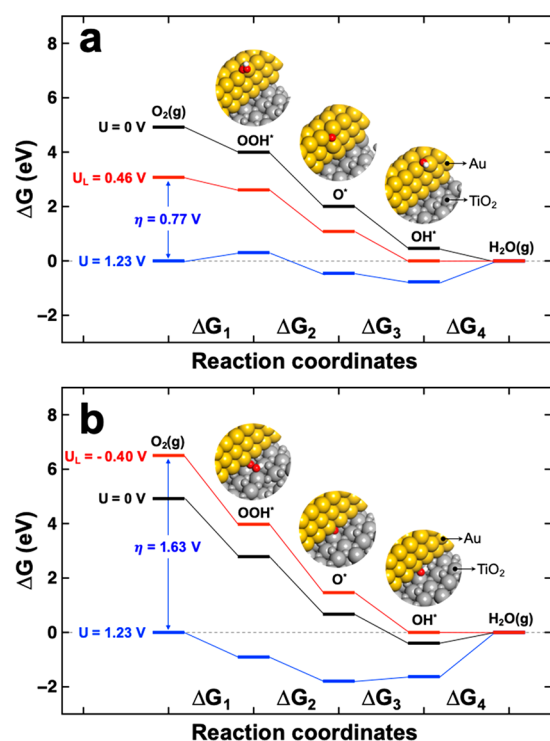 a
8
6
4
2
0
−2
ΔG (eV)
O₂(g)
U = 0 V
OOH*
O*
OH*
Au
TiO₂
H₂O(g)
U_L = 0.46 V
η = 0.77 V
U = 1.23 V
ΔG₁ ΔG₂ ΔG₃ ΔG₄
Reaction coordinates
b
8
6
4
2
0
−2
ΔG (eV)
O₂(g)
U_L = - 0.40 V
U = 0 V
OOH*
O*
OH*
Au
TiO₂
H₂O(g)
η = 1.63 V
U = 1.23 V
ΔG₁ ΔG₂ ΔG₃ ΔG₄
Reaction coordinates